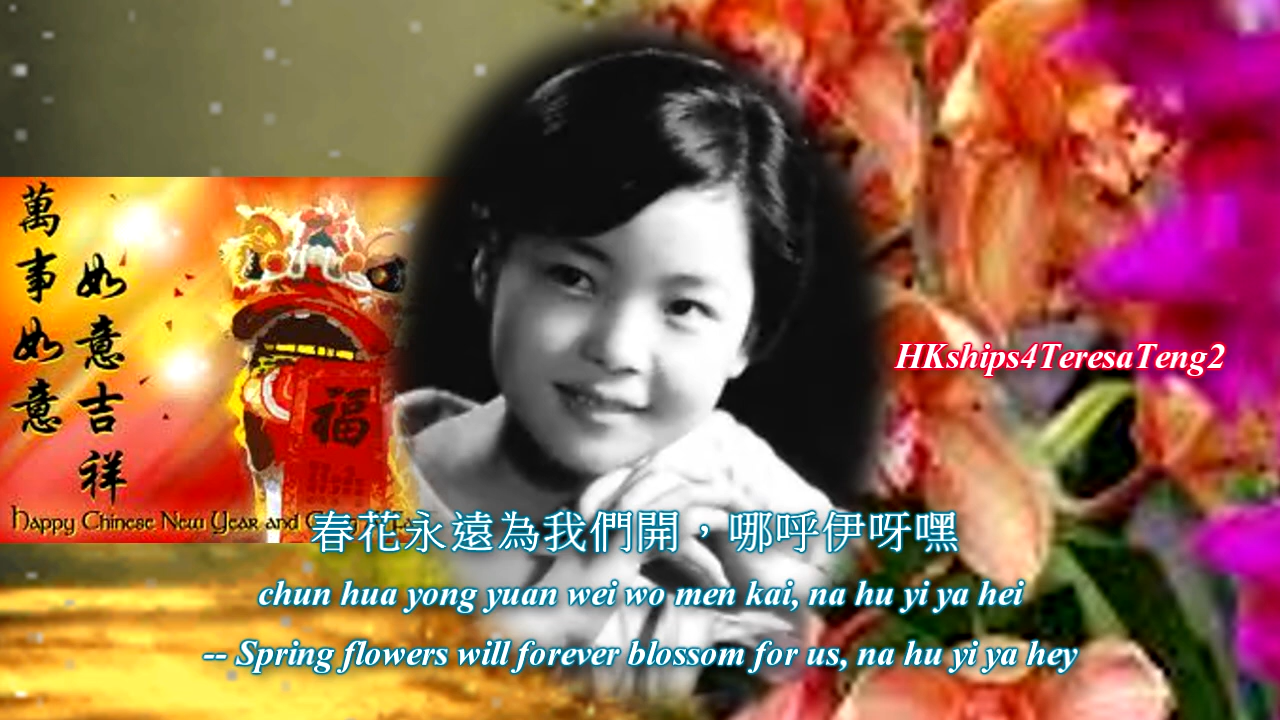 萬事如意
如意吉祥
福
Happy Chinese New Year and
HKships4TeresaTeng2
春花永遠為我們開，哪呼伊呀嘿
chun hua yong yuan wei wo men kai, na hu yi ya hei
-- Spring flowers will forever blossom for us, na hu yi ya hey